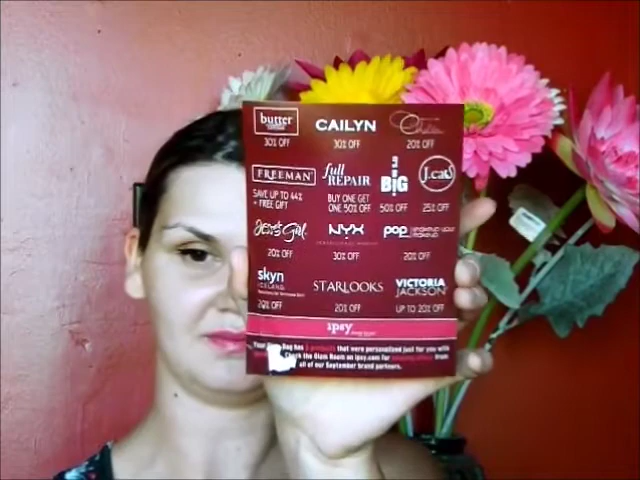 butter
CAILYN
30% OFF
30% OFF
20% OFF
FREEMAN
full REPAIR
BIG
J.Cat
SAVE UP TO 44%
+ FREE GIFT
BUY ONE GET
ONE 50% OFF
50% OFF
25% OFF
Jesse's Girl
NYX
pop
20% OFF
30% OFF
20% OFF
skyn
ICELAND
STARLOOKS
VICTORIA
JACKSON
20% OFF
20% OFF
UP TO 20% OFF
ipsy
Your Glam Bag has 5 products that were personalized just for you with
Check the Glam Room on ipsy.com for from
all of our September brand partners.